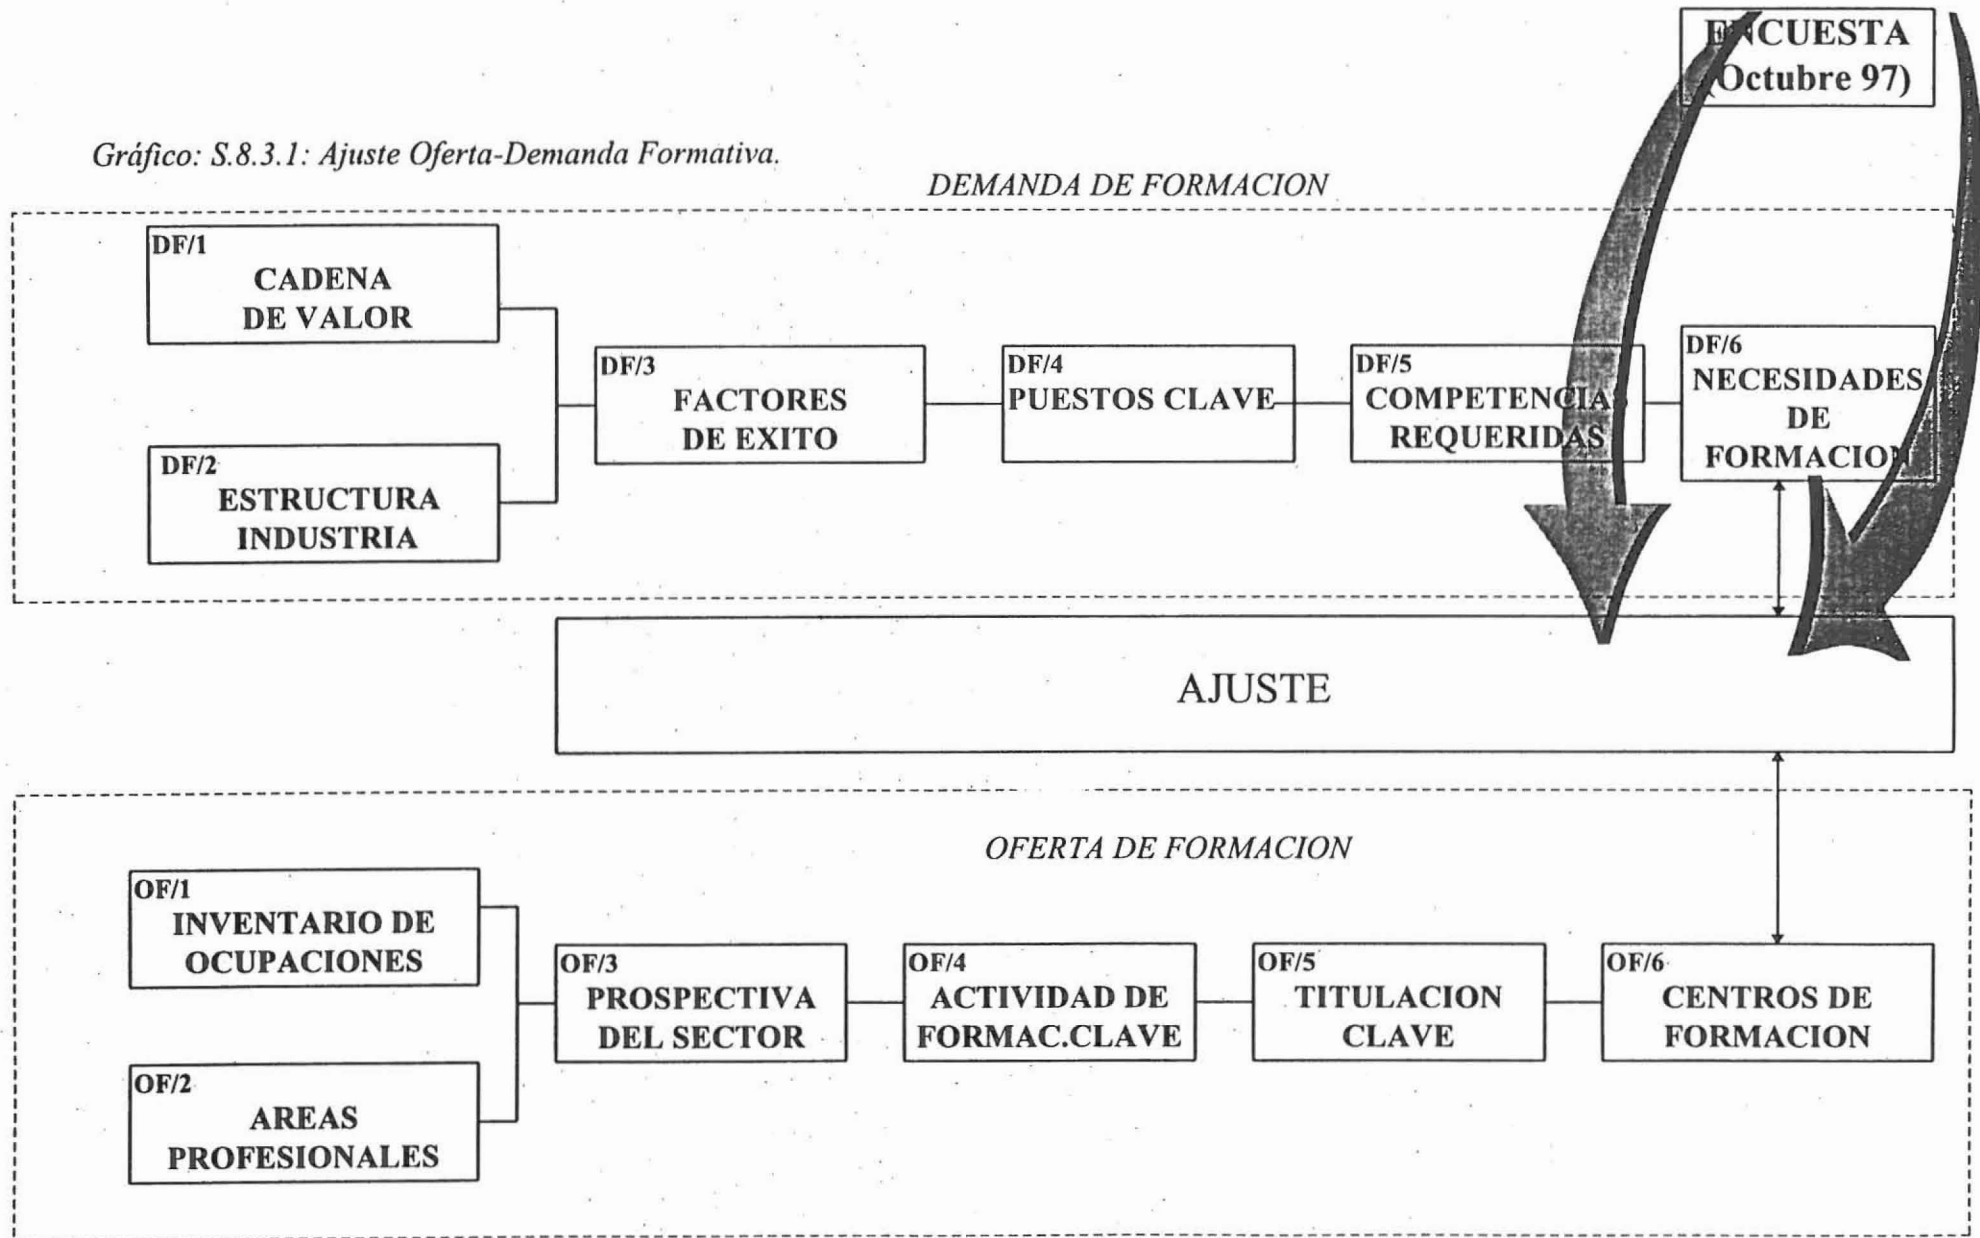 ENCUESTA
(Octubre 97)
Gráfico: S.8.3.1: Ajuste Oferta-Demanda Formativa.
DEMANDA DE FORMACION
DF/1
CADENA
DE VALOR
DF/2
ESTRUCTURA
INDUSTRIA
DF/3
FACTORES
DE EXITO
DF/4
PUESTOS CLAVE
DF/5
COMPETENCIAS
REQUERIDAS
DF/6
NECESIDADES
DE
FORMACION
AJUSTE
OFERTA DE FORMACION
OF/1
INVENTARIO DE
OCUPACIONES
OF/2
AREAS
PROFESIONALES
OF/3
PROSPECTIVA
DEL SECTOR
OF/4
ACTIVIDAD DE
FORMAC.CLAVE
OF/5
TITULACION
CLAVE
OF/6
CENTROS DE
FORMACION